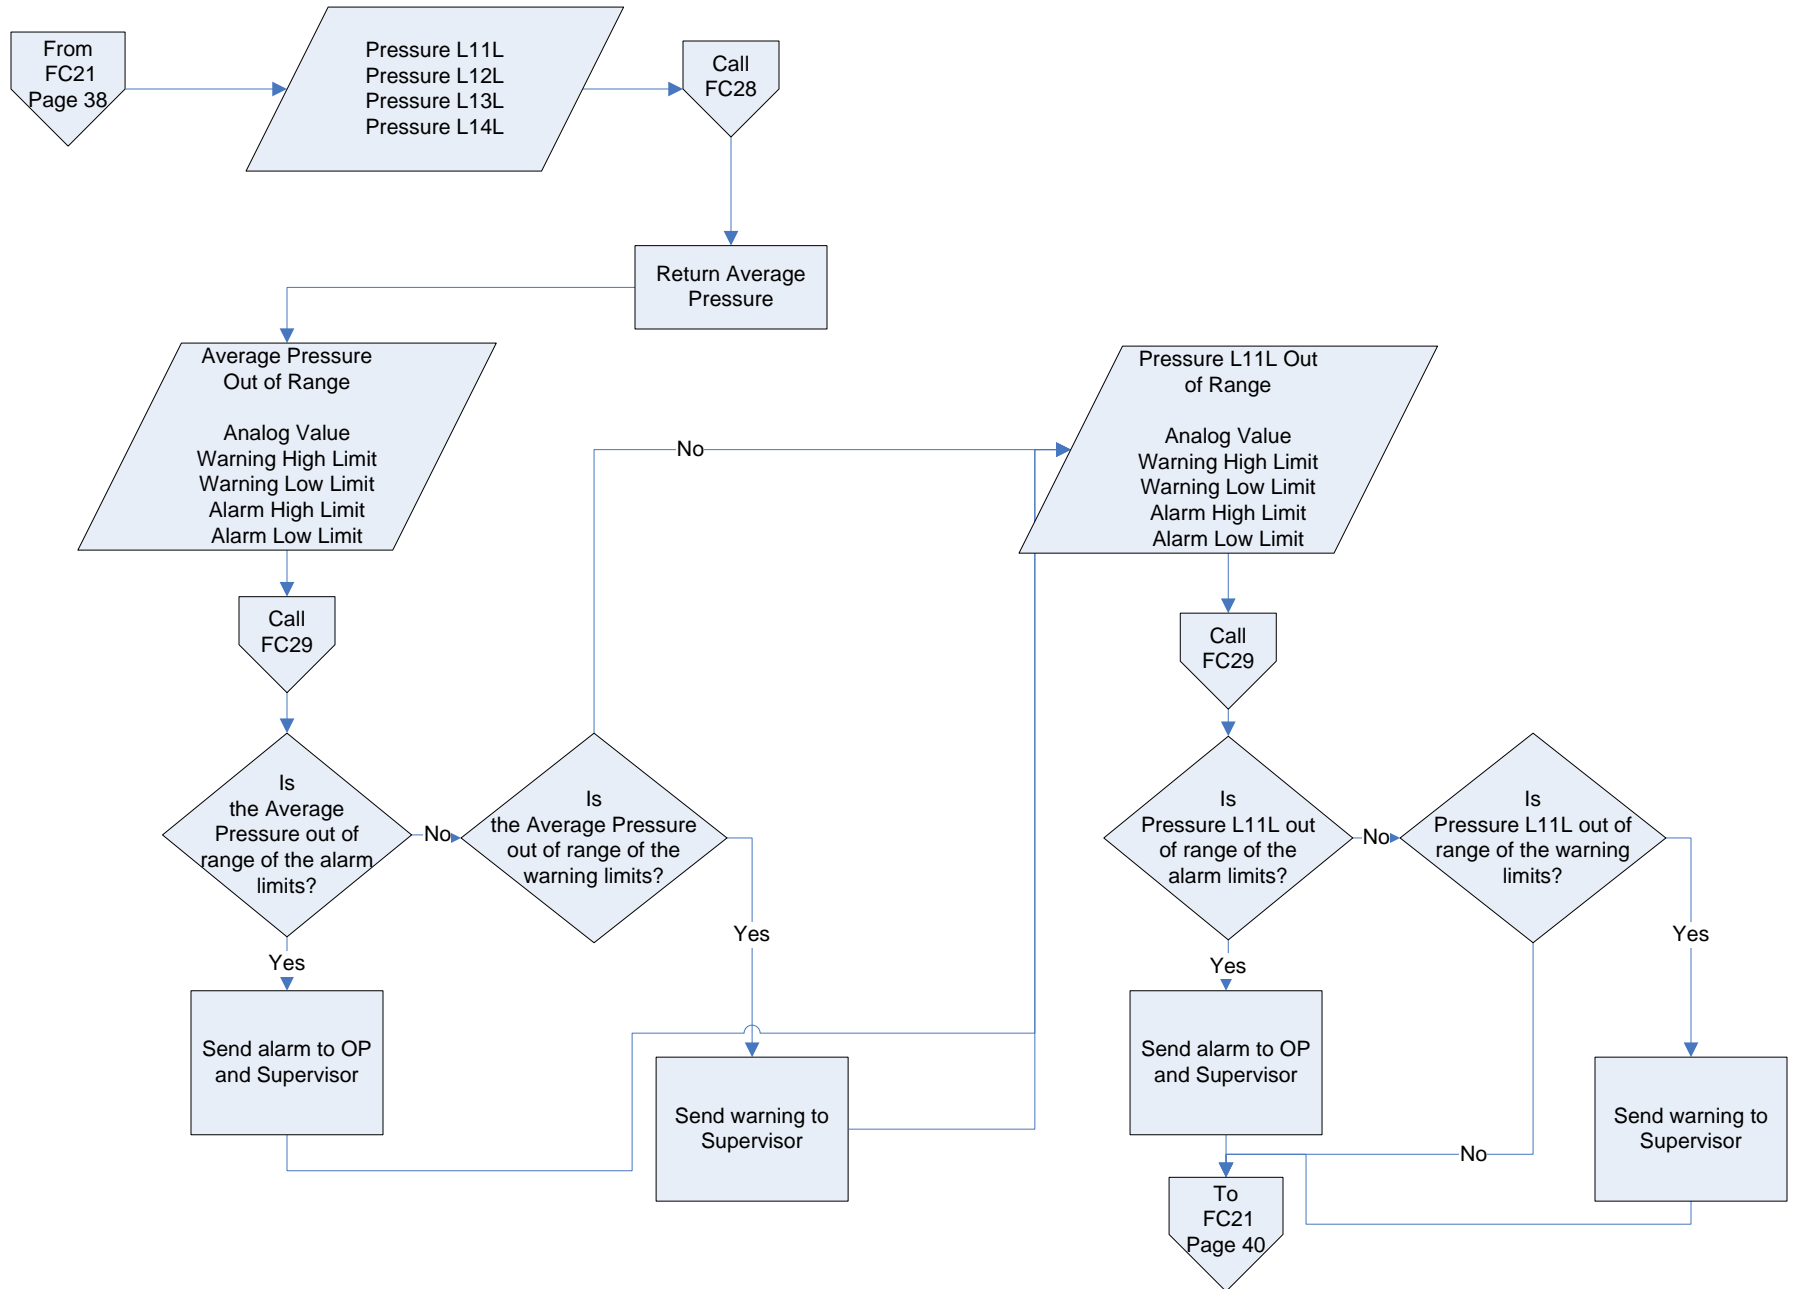 From
FC21
Page 38
Pressure L11L
Pressure L12L
Pressure L13L
Pressure L14L
Call
FC28
Return Average
Pressure
Average Pressure
Out of Range
Analog Value
Warning High Limit
Warning Low Limit
Alarm High Limit
Alarm Low Limit
Call
FC29
Is
the Average
Pressure out of
range of the alarm
limits?
No
Is
the Average Pressure
out of range of the
warning limits?
No
Yes
Yes
Send alarm to OP
and Supervisor
Send warning to
Supervisor
Pressure L11L Out
of Range
Analog Value
Warning High Limit
Warning Low Limit
Alarm High Limit
Alarm Low Limit
Call
FC29
Is
Pressure L11L out
of range of the
alarm limits?
No
Is
Pressure L11L out of
range of the warning
limits?
Yes
Yes
Send alarm to OP
and Supervisor
Send warning to
Supervisor
No
To
FC21
Page 40